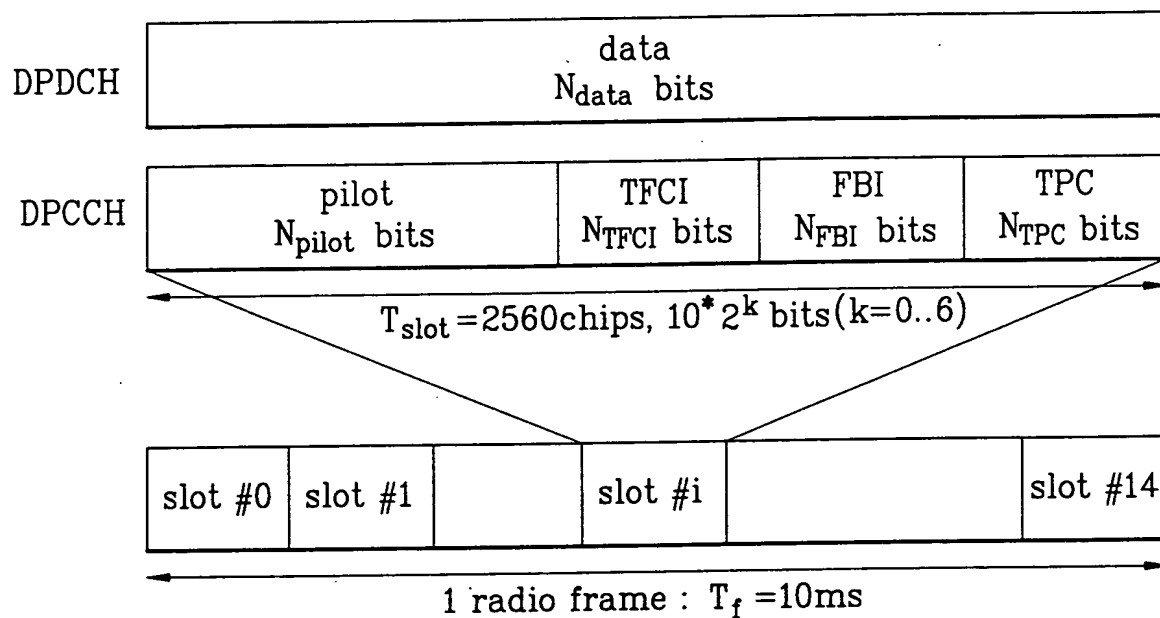 DPDCH
data
N_data bits
DPCCH
pilot
N_pilot bits
TFCI
N_TFCI bits
FBI
N_FBI bits
TPC
N_TPC bits
T_slot=2560chips, 10*2^k bits(k=0..6)
slot #0
slot #1
slot #i
slot #14
1 radio frame : T_f=10ms